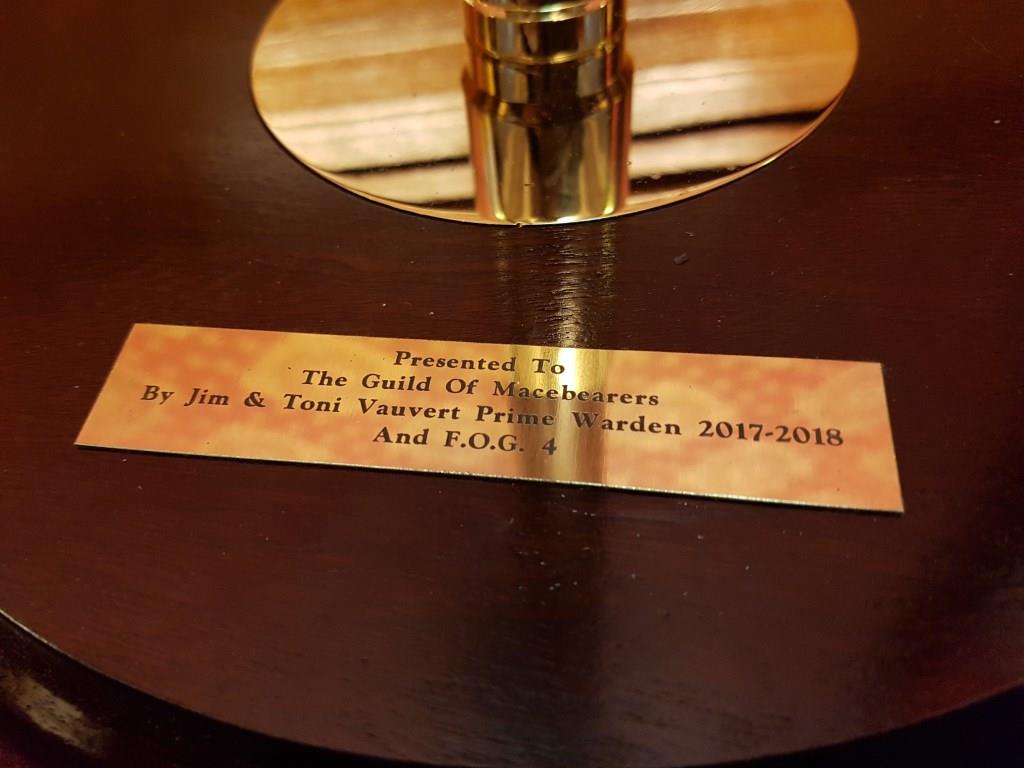 Presented To
The Guild Of Macebearers
By Jim & Toni Vauvert Prime Warden 2017-2018
And F.O.G. 4